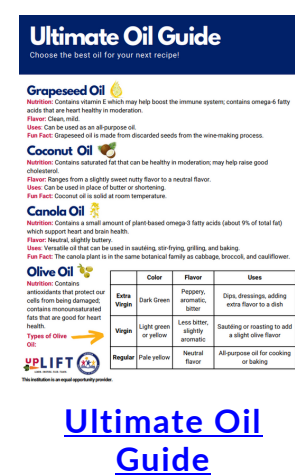 Ultimate Oil Guide
Choose the best oil for your next recipe!
Grapeseed Oil
Nutrition: Contains vitamin E which may help boost the immune system; contains omega-6 fatty
acids that are heart healthy in moderation.
Flavor: Clean, mild.
Uses: Can be used as an all-purpose oil.
Fun Fact: Grapeseed oil is made from discarded seeds from the wine-making process.
Coconut Oil
Nutrition: Contains saturated fat that can be healthy in moderation; may help raise good
cholesterol.
Flavor: Ranges from a slightly sweet nutty flavor to a neutral flavor.
Uses: Can be used in place of butter or shortening.
Fun Fact: Coconut oil is solid at room temperature.
Canola Oil
Nutrition: Contains a small amount of plant-based omega-3 fatty acids (about 9% of total fat)
which support heart and brain health.
Flavor: Neutral, slightly buttery.
Uses: Versatile oil that can be used in sautéing, stir-frying, grilling, and baking.
Fun Fact: The canola plant is in the same botanical family as cabbage, broccoli, and cauliflower.
Olive Oil
Nutrition: Contains
antioxidants that protect our
cells from being damaged;
contains monounsaturated
fats that are good for heart
health.
Types of Olive
Oil:
Color Flavor Uses
Extra Virgin Dark Green Peppery, aromatic, bitter Dips, dressings, adding extra flavor to a dish
Virgin Light green or yellow Less bitter, slightly aromatic Sautéing or roasting to add a slight olive flavor
Regular Pale yellow Neutral flavor All-purpose oil for cooking or baking
UPLIFT
This institution is an equal opportunity provider.
Ultimate Oil
Guide